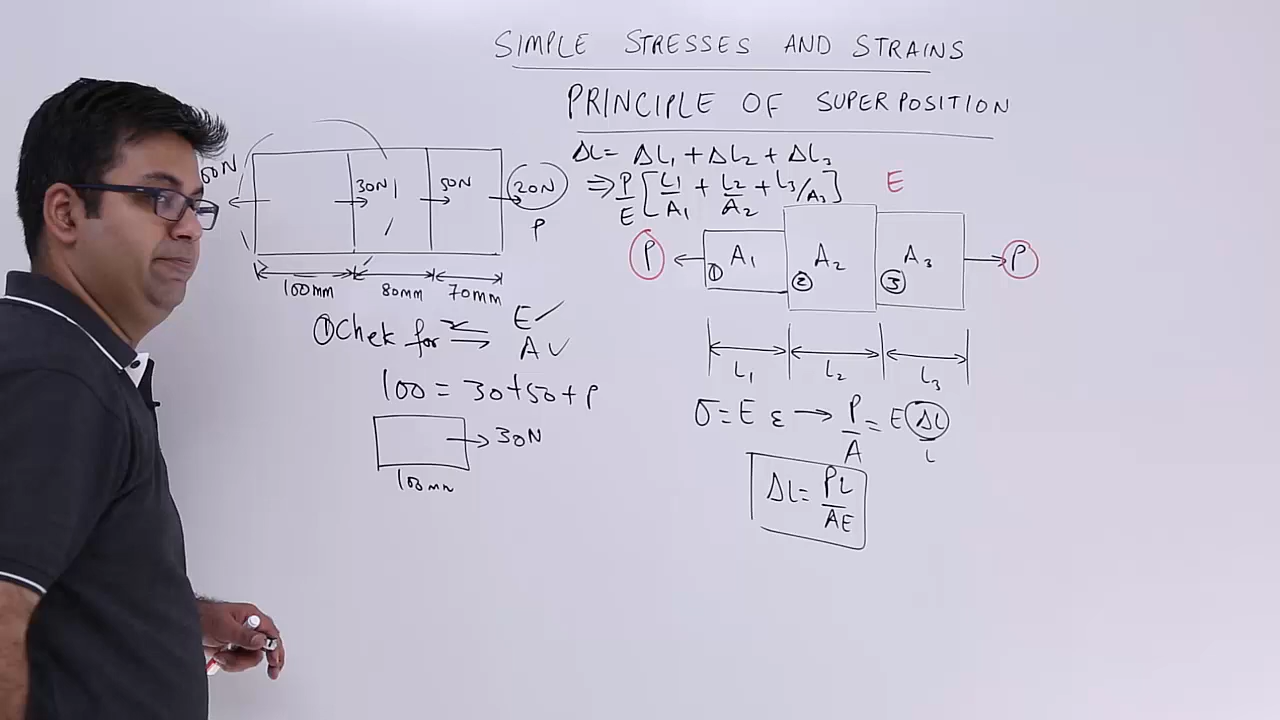 SIMPLE STRESSES AND STRAINS
PRINCIPLE OF SUPERPOSITION
ΔL = ΔL1 + ΔL2 + ΔL3
⇒ P/E [L1/A1 + L2/A2 + L3/A3]
E
00N
30N
50N
20N
P
100mm
80mm
70mm
① Chek for
E ✓
A ✓
100 = 30+50+P
30N
100mm
P
A1
A2
A3
P
①
②
③
L1
L2
L3
σ = E ε → P/A = E ΔL/L
ΔL = PL/AE